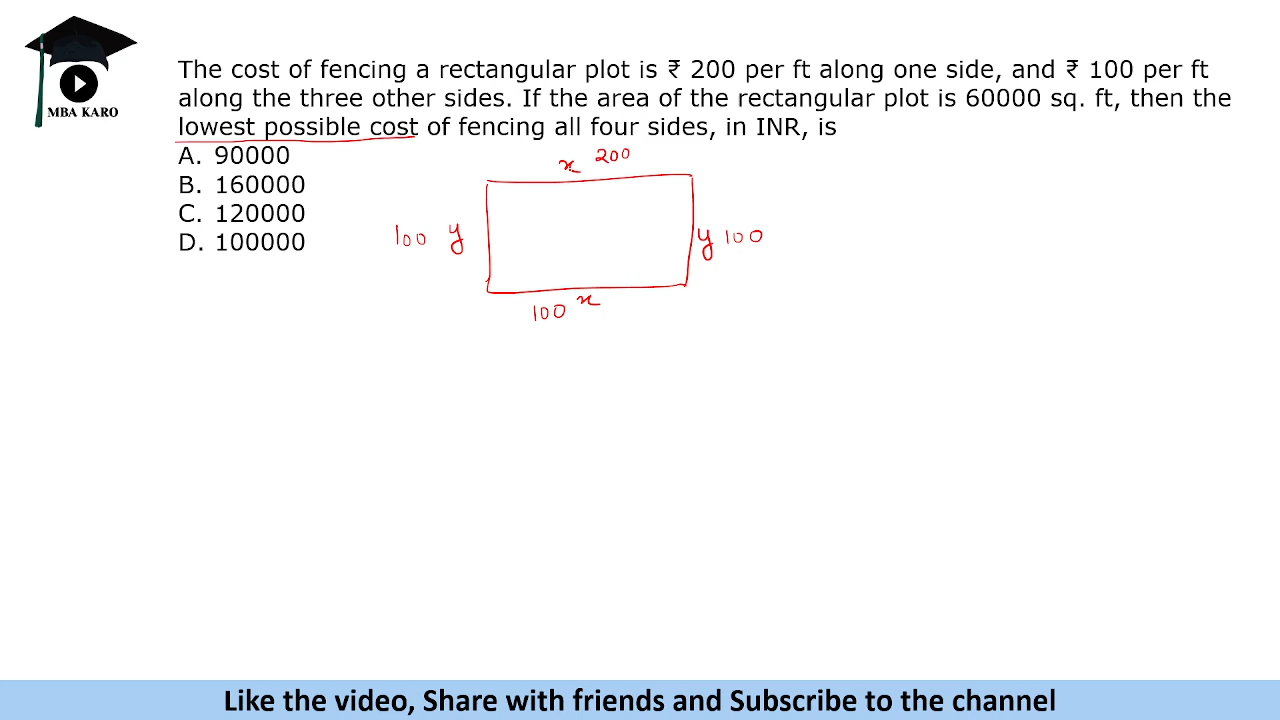 The cost of fencing a rectangular plot is ₹ 200 per ft along one side, and ₹ 100 per ft
along the three other sides. If the area of the rectangular plot is 60000 sq. ft, then the
lowest possible cost of fencing all four sides, in INR, is
MBA KARO
A. 90000
B. 160000
C. 120000
D. 100000
x 200
100 y
y 100
100 x
Like the video, Share with friends and Subscribe to the channel